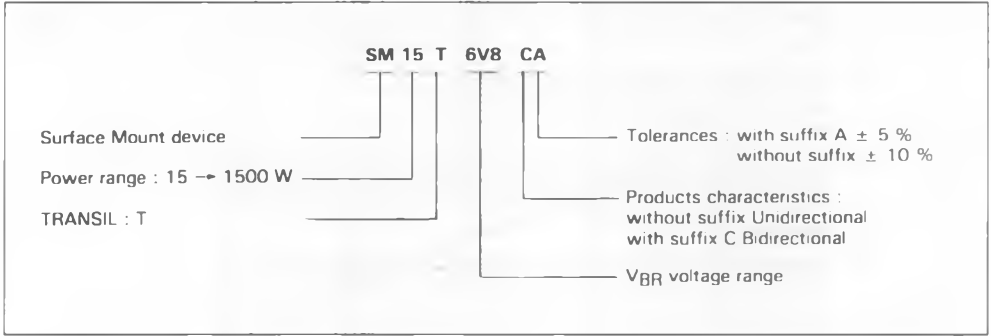 SM 15 T 6V8 CA
Surface Mount device
Power range : 15 → 1500 W
TRANSIL : T
Tolerances : with suffix A ± 5 %
without suffix ± 10 %
Products characteristics :
without suffix Unidirectional
with suffix C Bidirectional
VBR voltage range